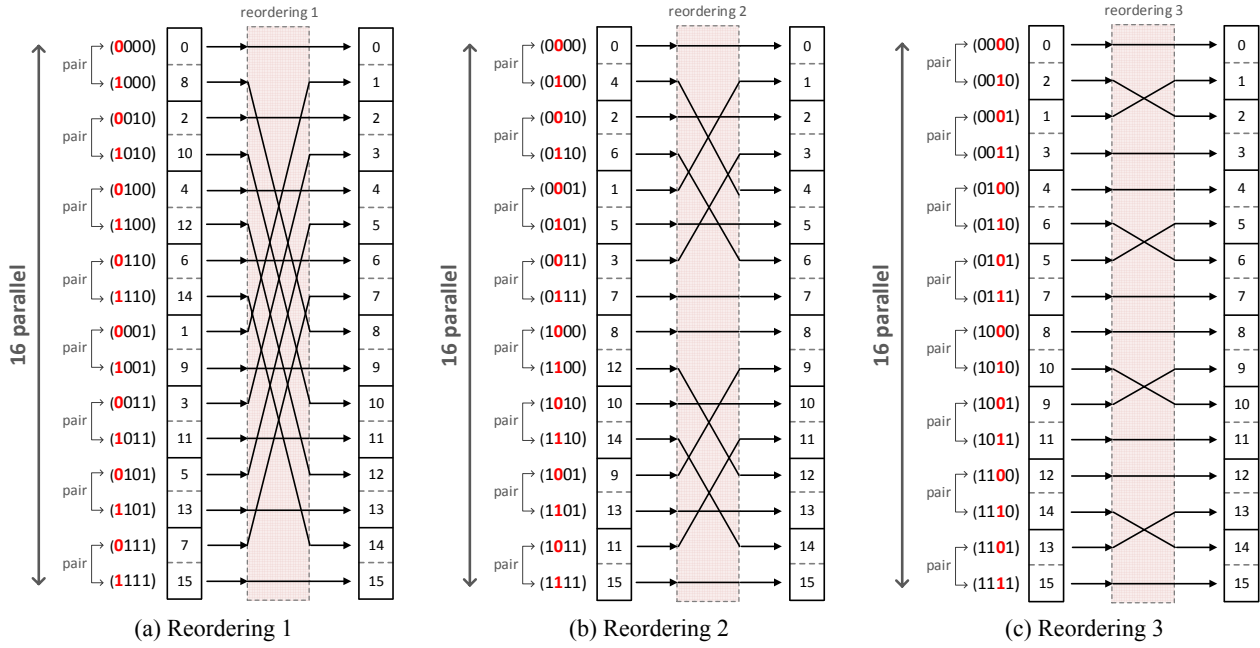 reordering 1
16 parallel
pair (0000) 0 0
(1000) 8 1
pair (0010) 2 2
(1010) 10 3
pair (0100) 4 4
(1100) 12 5
pair (0110) 6 6
(1110) 14 7
pair (0001) 1 8
(1001) 9 9
pair (0011) 3 10
(1011) 11 11
pair (0101) 5 12
(1101) 13 13
pair (0111) 7 14
(1111) 15 15
(a) Reordering 1
reordering 2
16 parallel
pair (0000) 0 0
(0100) 4 1
pair (0010) 2 2
(0110) 6 3
pair (0001) 1 4
(0101) 5 5
pair (0011) 3 6
(0111) 7 7
pair (1000) 8 8
(1100) 12 9
pair (1010) 10 10
(1110) 14 11
pair (1001) 9 12
(1101) 13 13
pair (1011) 11 14
(1111) 15 15
(b) Reordering 2
reordering 3
16 parallel
pair (0000) 0 0
(0010) 2 1
pair (0001) 1 2
(0011) 3 3
pair (0100) 4 4
(0110) 6 5
pair (0101) 5 6
(0111) 7 7
pair (1000) 8 8
(1010) 10 9
pair (1001) 9 10
(1011) 11 11
pair (1100) 12 12
(1110) 14 13
pair (1101) 13 14
(1111) 15 15
(c) Reordering 3